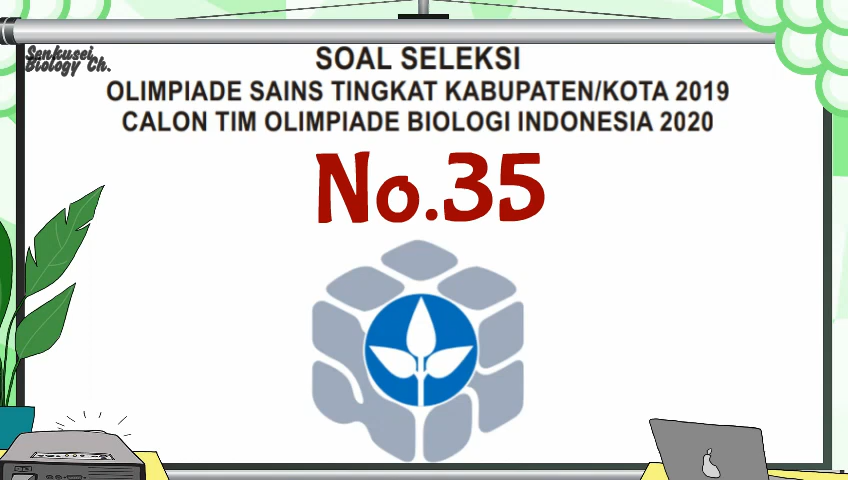 Senkusei
Biology Ch.
SOAL SELEKSI
OLIMPIADE SAINS TINGKAT KABUPATEN/KOTA 2019
CALON TIM OLIMPIADE BIOLOGI INDONESIA 2020
No.35